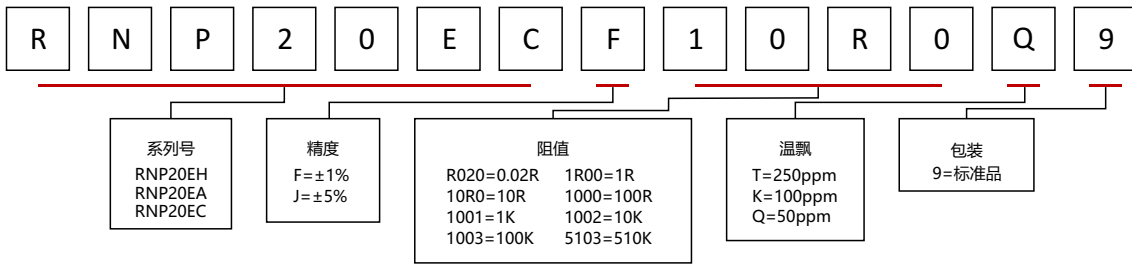 R N P 2 0 E C F 1 0 R 0 Q 9
系列号
RNP20EH
RNP20EA
RNP20EC
精度
F=±1%
J=±5%
阻值
R020=0.02R 1R00=1R
10R0=10R 1000=100R
1001=1K 1002=10K
1003=100K 5103=510K
温飘
T=250ppm
K=100ppm
Q=50ppm
包装
9=标准品